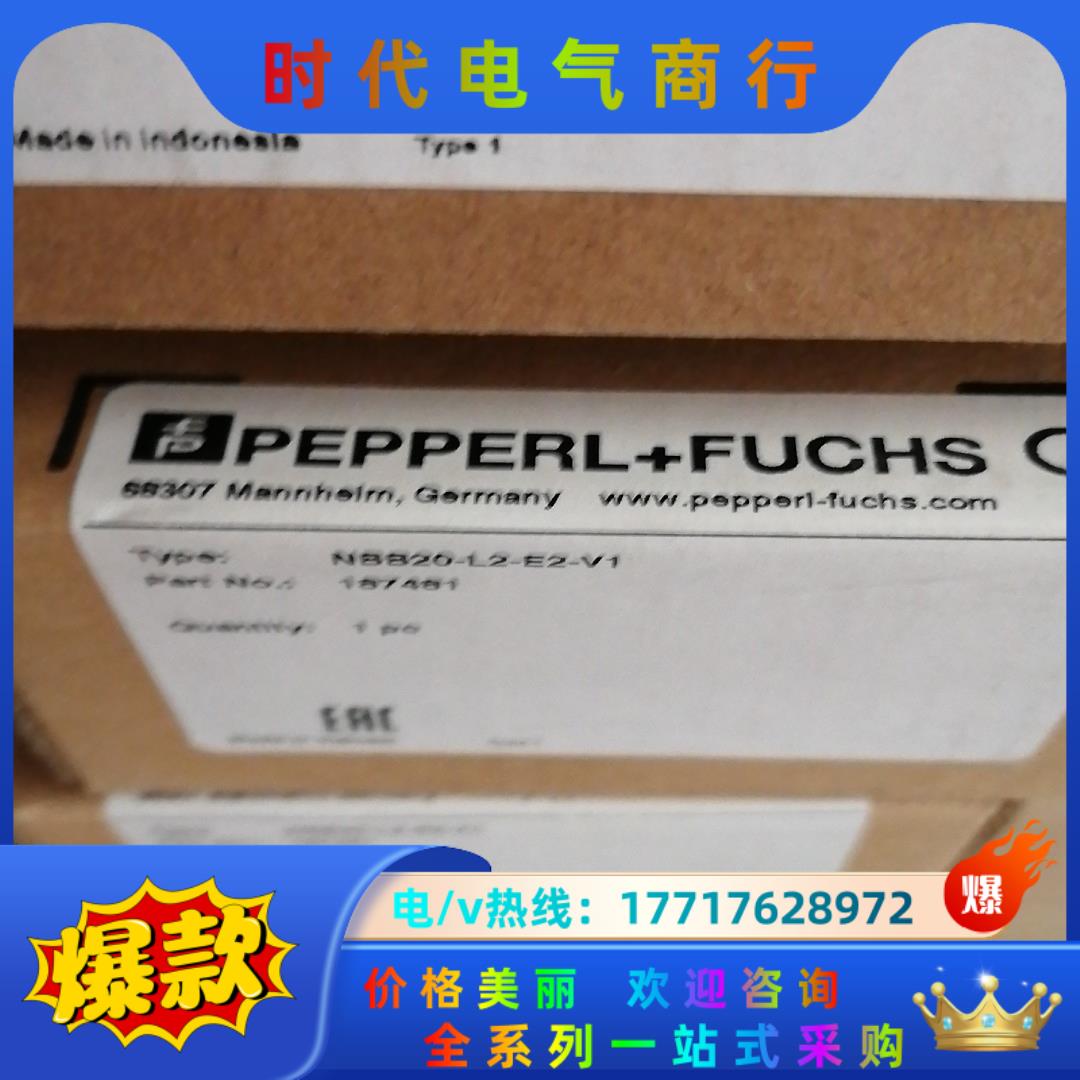 时代电气商行
Made in Indonesia Type 1
PEPPERL+FUCHS
68307 Mannheim, Germany www.pepperl-fuchs.com
Type: NBB20-L2-E2-V1
Part No.: 187481
Quantity: 1 pc
EAC
电/v热线：17717628972
爆
爆款
价格美丽 欢迎咨询
全系列一站式采购